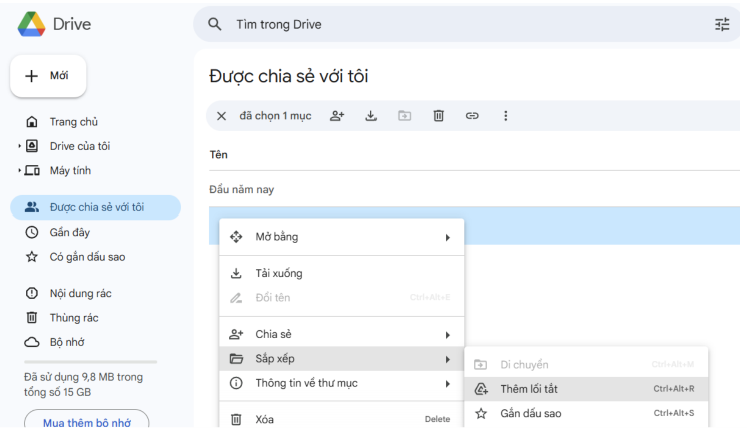 Drive
Tìm trong Drive
Mới
Được chia sẻ với tôi
đã chọn 1 mục
Trang chủ
Drive của tôi
Máy tính
Được chia sẻ với tôi
Gần đây
Có gắn dấu sao
Nội dung rác
Thùng rác
Bộ nhớ
Đã sử dụng 9,8 MB trong
tổng số 15 GB
Mua thêm bộ nhớ
Tên
Đầu năm nay
Mở bằng
Tải xuống
Đổi tên Ctrl+Alt+E
Chia sẻ
Sắp xếp
Thông tin về thư mục
Xóa Delete
Di chuyển Ctrl+Alt+M
Thêm lối tắt Ctrl+Alt+R
Gắn dấu sao Ctrl+Alt+S